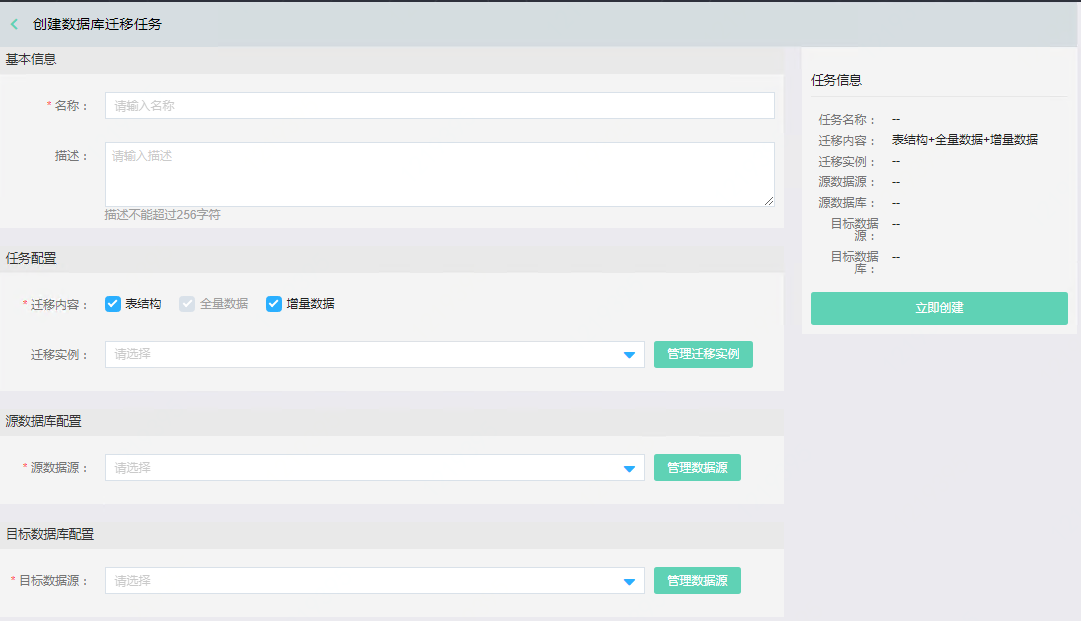 创建数据库迁移任务
基本信息
* 名称：
请输入名称
描述：
请输入描述
描述不能超过256字符
任务配置
* 迁移内容：
表结构 全量数据 增量数据
迁移实例：
请选择
管理迁移实例
源数据库配置
* 源数据源：
请选择
管理数据源
目标数据库配置
* 目标数据源：
请选择
管理数据源
任务信息
任务名称： --
迁移内容： 表结构+全量数据+增量数据
迁移实例： --
源数据源： --
源数据库： --
目标数据 --
源：
目标数据 --
库：
立即创建